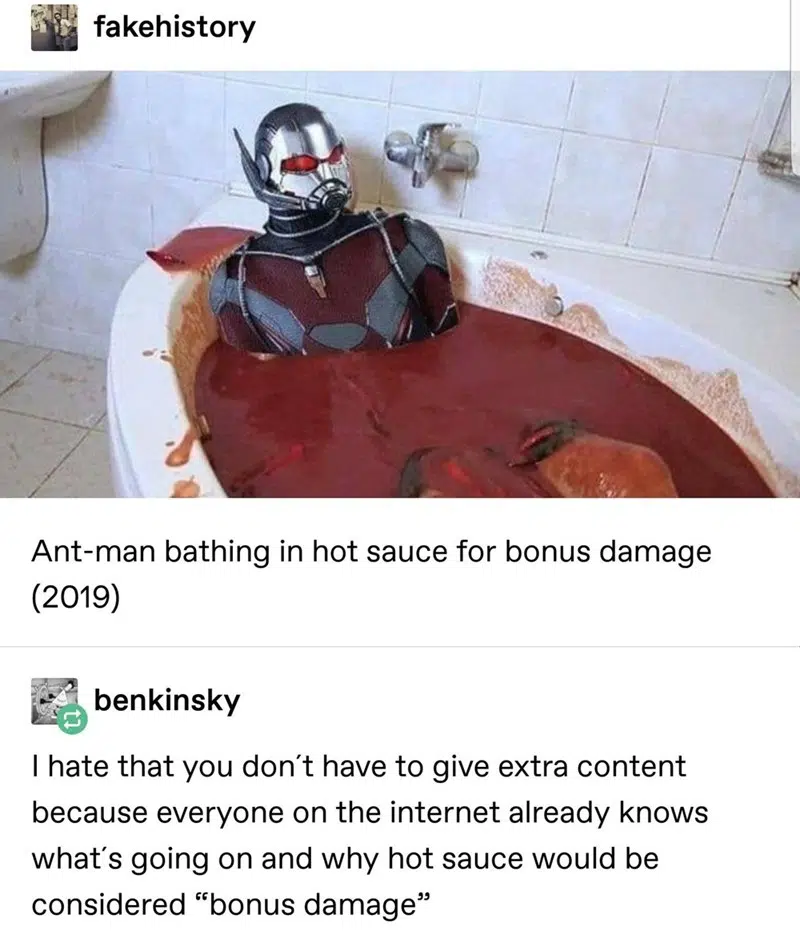 fakehistory
Ant-man bathing in hot sauce for bonus damage
(2019)
benkinsky
I hate that you don´t have to give extra content
because everyone on the internet already knows
what´s going on and why hot sauce would be
considered “bonus damage”